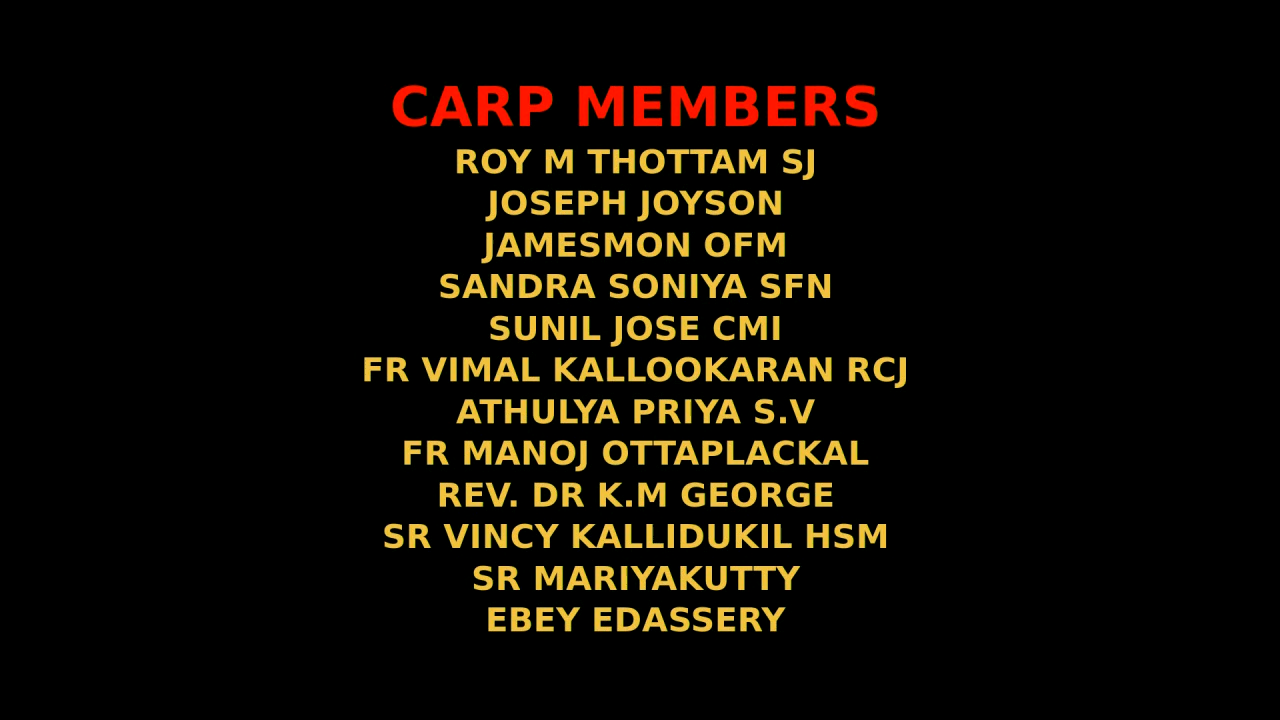 CARP MEMBERS
ROY M THOTTAM SJ
JOSEPH JOYSON
JAMESMON OFM
SANDRA SONIYA SFN
SUNIL JOSE CMI
FR VIMAL KALLOOKARAN RCJ
ATHULYA PRIYA S.V
FR MANOJ OTTAPLACKAL
REV. DR K.M GEORGE
SR VINCY KALLIDUKIL HSM
SR MARIYAKUTTY
EBEY EDASSERY